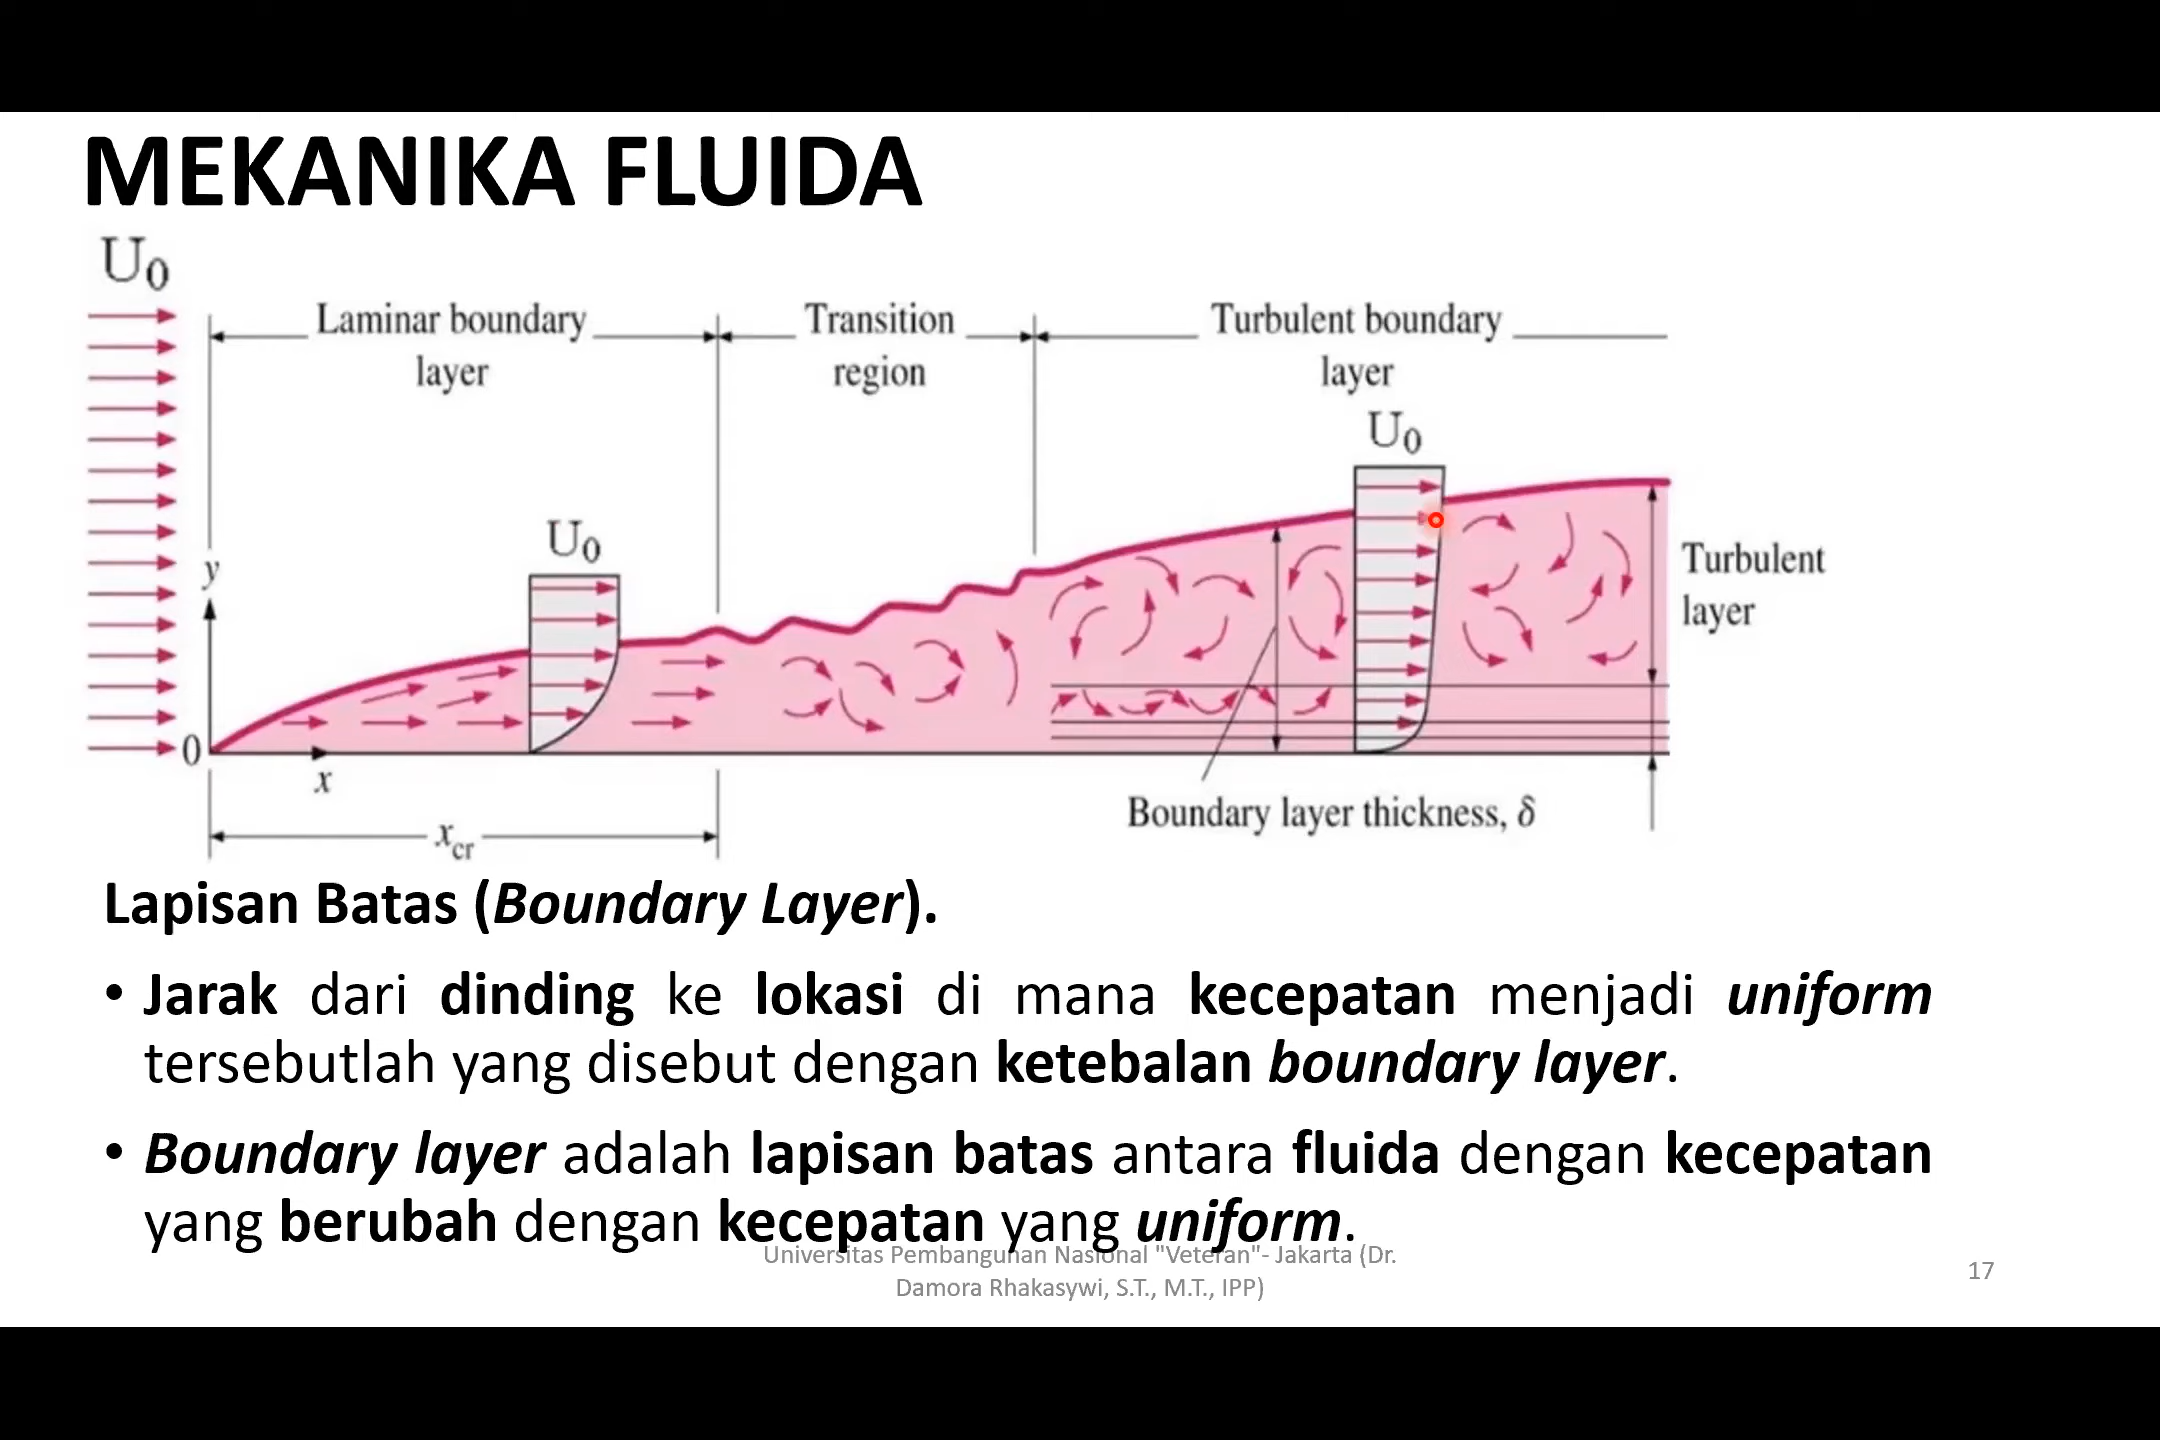 MEKANIKA FLUIDA
U₀
Laminar boundary
layer
Transition
region
Turbulent boundary
layer
U₀
U₀
y
Turbulent
layer
0
x
Boundary layer thickness, δ
x_cr
Lapisan Batas (Boundary Layer).
• Jarak dari dinding ke lokasi di mana kecepatan menjadi uniform
tersebutlah yang disebut dengan ketebalan boundary layer.
• Boundary layer adalah lapisan batas antara fluida dengan kecepatan
yang berubah dengan kecepatan yang uniform.
Universitas Pembangunan Nasional "Veteran"- Jakarta (Dr.
Damora Rhakasywi, S.T., M.T., IPP)
17